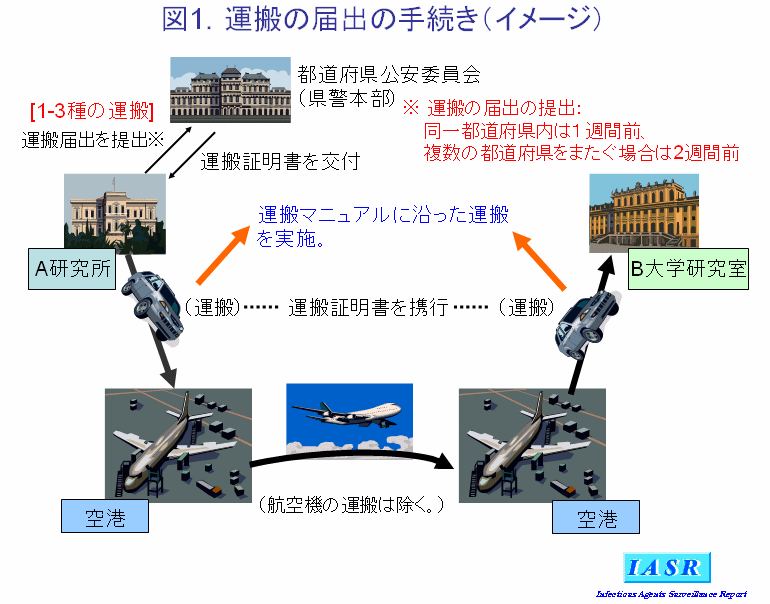 図1. 運搬の届出の手続き（イメージ）
都道府県公安委員会
（県警本部）
[1-3種の運搬]
運搬届出を提出※
※ 運搬の届出の提出：
同一都道府県内は１週間前、
複数の都道府県をまたぐ場合は2週間前
運搬証明書を交付
運搬マニュアルに沿った運搬
を実施。
A研究所
B大学研究室
（運搬）…… 運搬証明書を携行 …… （運搬）
（航空機の運搬は除く。）
空港
空港
IASR
Infectious Agents Surveillance Report